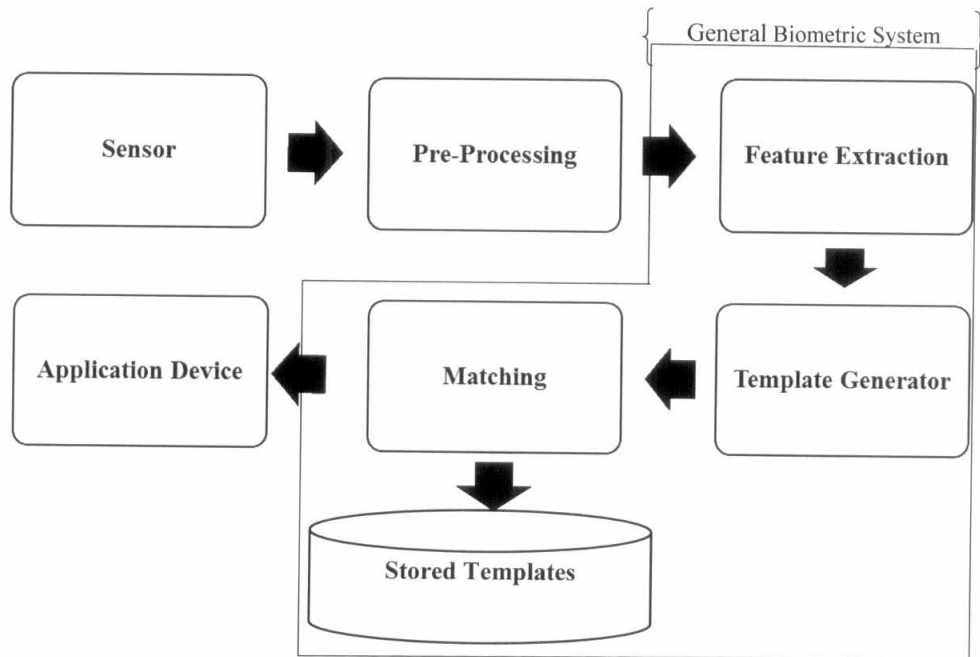 General Biometric System
Sensor
Pre-Processing
Feature Extraction
Application Device
Matching
Template Generator
Stored Templates